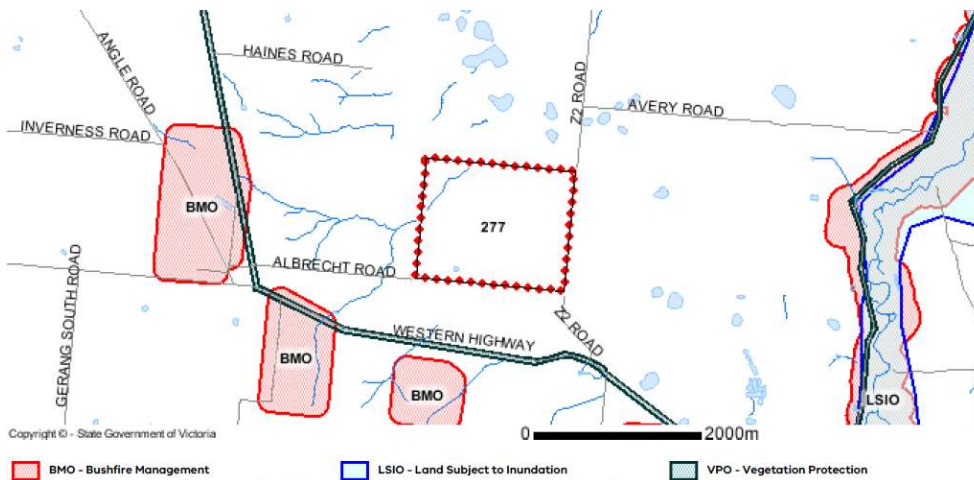 HAINES ROAD
ANGLE ROAD
Z2 ROAD
AVERY ROAD
INVERNESS ROAD
BMO
277
ALBRECHT ROAD
GERANG SOUTH ROAD
Z2 ROAD
WESTERN HIGHWAY
BMO
BMO
LSIO
Copyright © - State Government of Victoria
0 2000m
BMO - Bushfire Management
LSIO - Land Subject to Inundation
VPO - Vegetation Protection